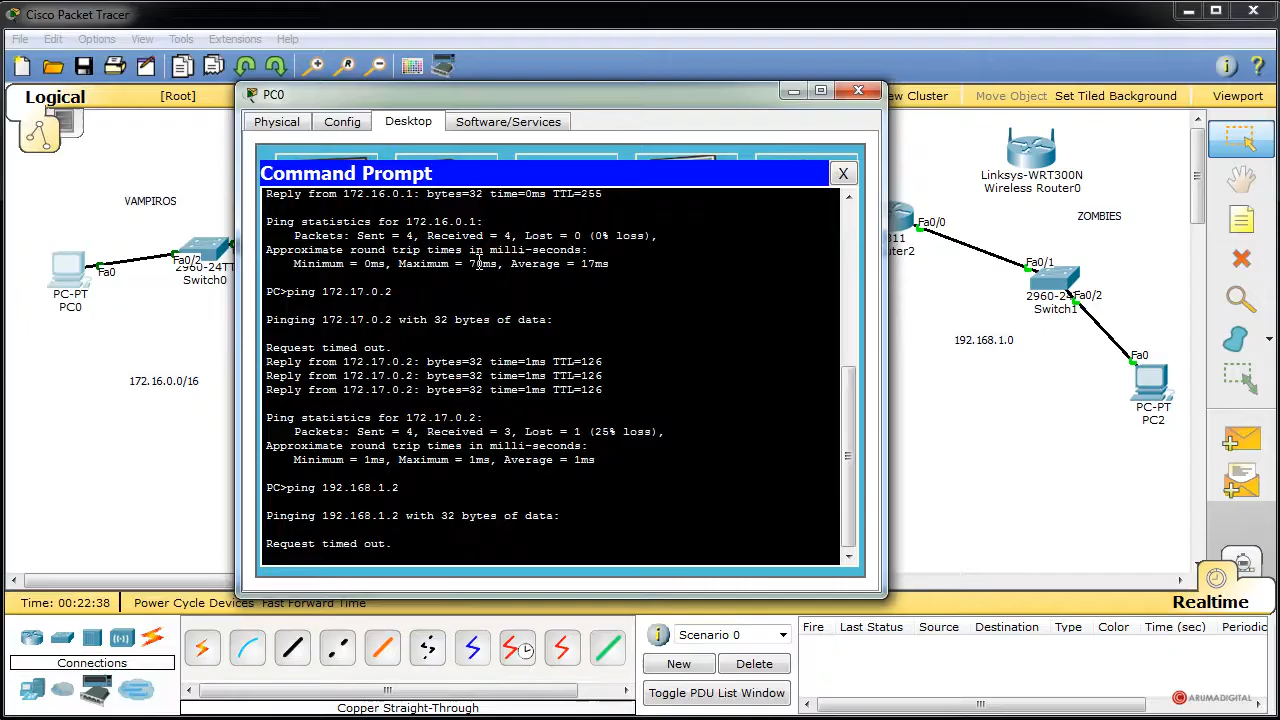 Cisco Packet Tracer
File Edit Options View Tools Extensions Help
Logical
[Root]
New Cluster
Move Object
Set Tiled Background
Viewport
PC0
Physical
Config
Desktop
Software/Services
Command Prompt
X
Reply from 172.16.0.1: bytes=32 time=0ms TTL=255
Ping statistics for 172.16.0.1:
Packets: Sent = 4, Received = 4, Lost = 0 (0% loss),
Approximate round trip times in milli-seconds:
Minimum = 0ms, Maximum = 70ms, Average = 17ms
PC>ping 172.17.0.2
Pinging 172.17.0.2 with 32 bytes of data:
Request timed out.
Reply from 172.17.0.2: bytes=32 time=1ms TTL=126
Reply from 172.17.0.2: bytes=32 time=1ms TTL=126
Reply from 172.17.0.2: bytes=32 time=1ms TTL=126
Ping statistics for 172.17.0.2:
Packets: Sent = 4, Received = 3, Lost = 1 (25% loss),
Approximate round trip times in milli-seconds:
Minimum = 1ms, Maximum = 1ms, Average = 1ms
PC>ping 192.168.1.2
Pinging 192.168.1.2 with 32 bytes of data:
Request timed out.
VAMPIROS
Fa0/2
Fa0
2960-24TT
Switch0
PC-PT
PC0
172.16.0.0/16
Linksys-WRT300N
Wireless Router0
ZOMBIES
Fa0/0
Fa0/1
Switch1
Fa0/2
192.168.1.0
Fa0
PC-PT
PC2
Time: 00:22:38
Power Cycle Devices Fast Forward Time
Realtime
Connections
Copper Straight-Through
Scenario 0
New
Delete
Toggle PDU List Window
Fire Last Status Source Destination Type Color Time (sec) Periodic
ARUMADIGITAL